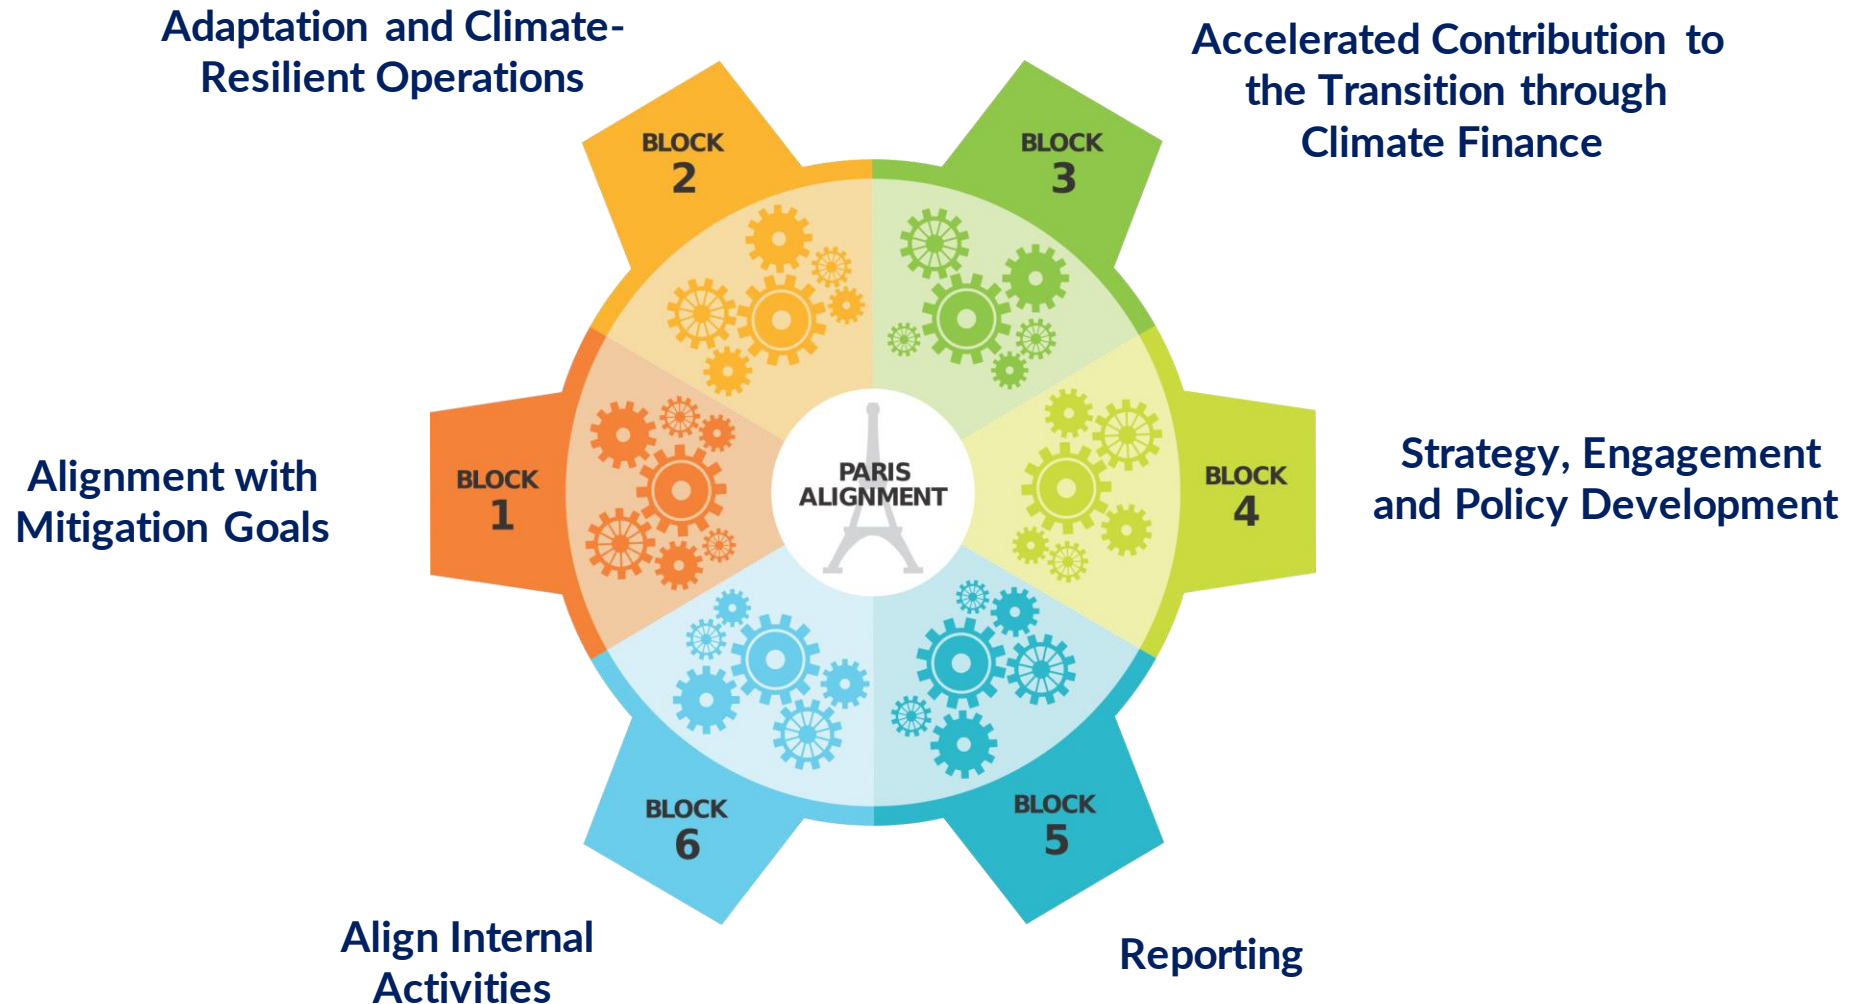 Adaptation and Climate-
Resilient Operations
Accelerated Contribution to
the Transition through
Climate Finance
BLOCK
2
BLOCK
3
Alignment with
Mitigation Goals
BLOCK
1
PARIS
ALIGNMENT
BLOCK
4
Strategy, Engagement
and Policy Development
BLOCK
6
BLOCK
5
Align Internal
Activities
Reporting